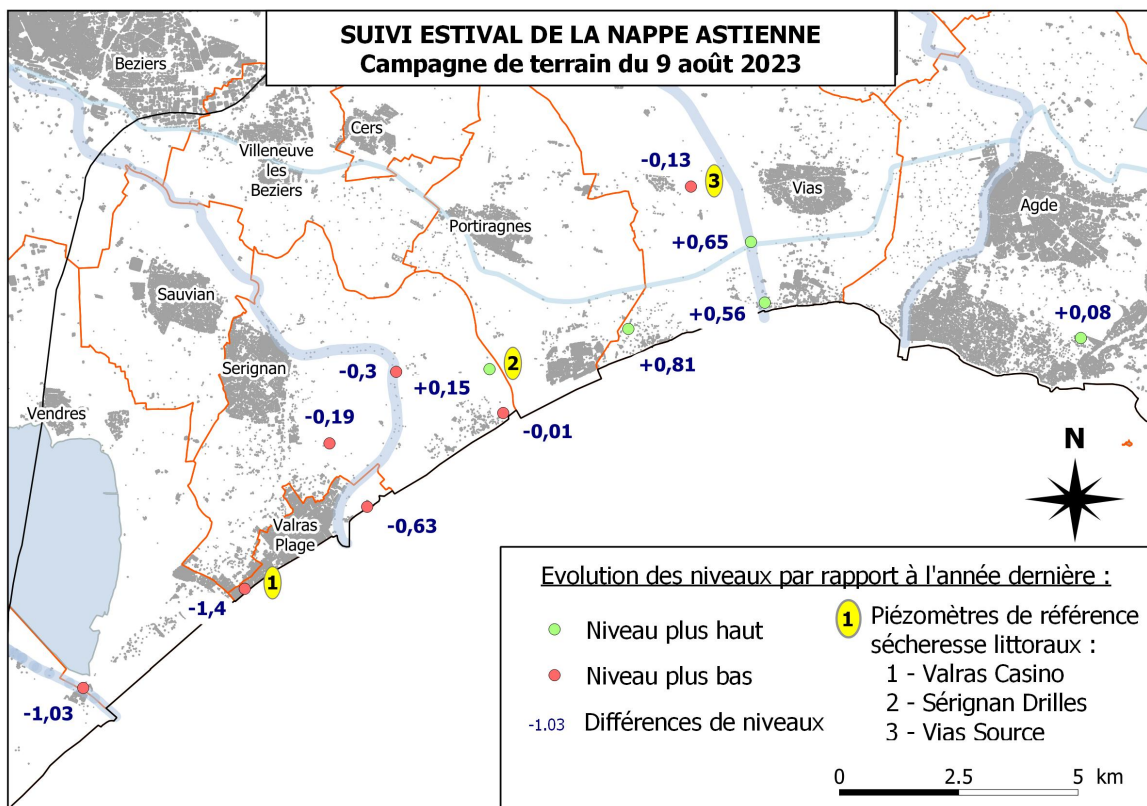 SUIVI ESTIVAL DE LA NAPPE ASTIENNE
Campagne de terrain du 9 août 2023
Beziers
Cers
Villeneuve
les
Beziers
-0,13
3
Vias
Agde
Portiragnes
+0,65
Sauvian
+0,56
+0,08
Serignan
-0,3
+0,15
2
+0,81
Vendres
-0,19
-0,01
N
Valras
Plage
-0,63
1
-1,4
-1,03
Evolution des niveaux par rapport à l'année dernière :
Niveau plus haut
Niveau plus bas
-1.03 Différences de niveaux
1 Piézomètres de référence
sécheresse littoraux :
1 - Valras Casino
2 - Sérignan Drilles
3 - Vias Source
0 2.5 5 km